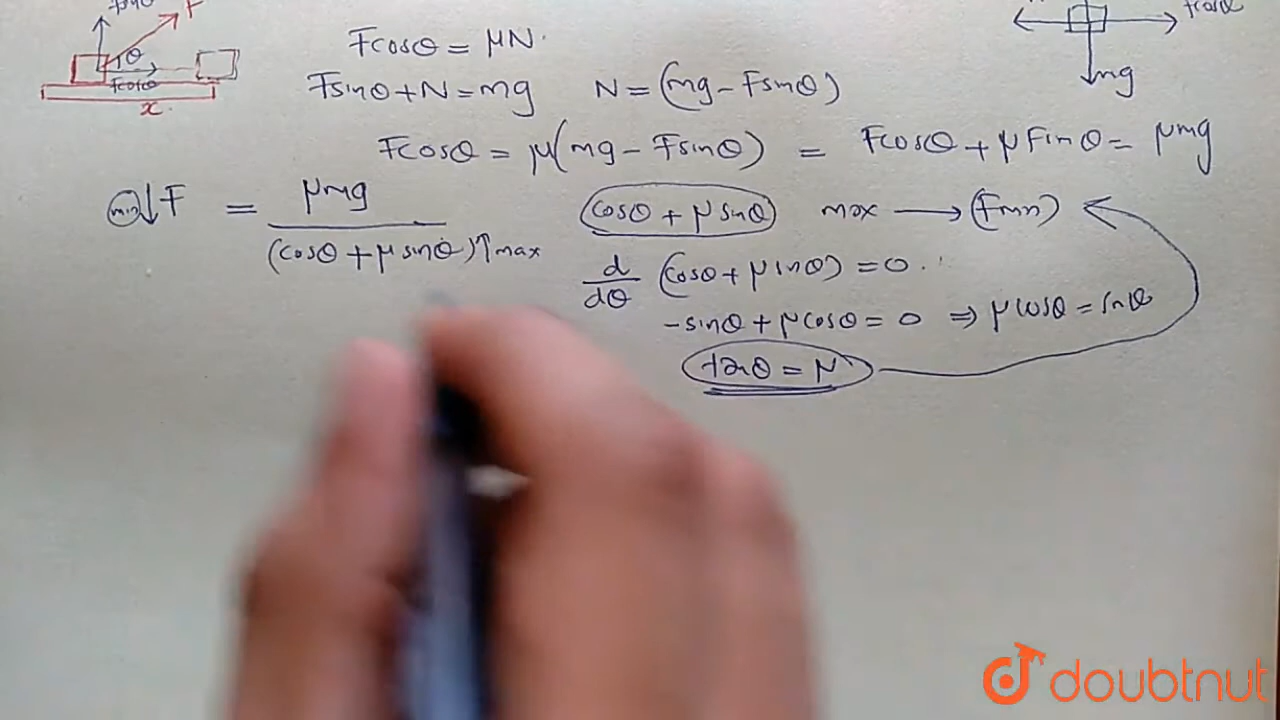 F
θ
Fcosθ
x
Fcosθ = μN.
Fcosθ
mg
Fsinθ + N = mg N = (mg - Fsinθ)
Fcosθ = μ(mg - Fsinθ) = Fcosθ + μFsinθ = μmg
min ↓ F = μmg / (cosθ + μsinθ) ↑max
cosθ + μsinθ max → (Fmin)
d/dθ (cosθ + μsinθ) = 0
-sinθ + μcosθ = 0 ⇒ μcosθ = sinθ
tanθ = μ
doubtnut